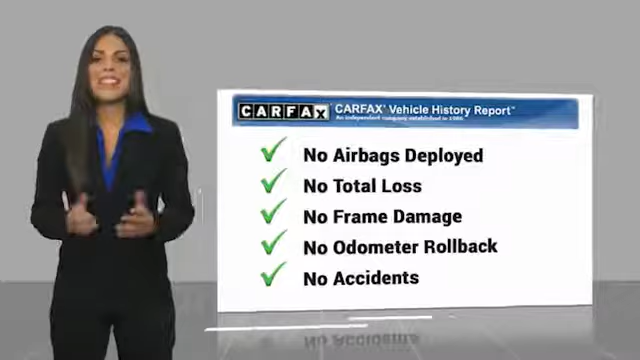 CARFAX CARFAX' Vehicle History Report™
An independent company established in 1986
No Airbags Deployed
No Total Loss
No Frame Damage
No Odometer Rollback
No Accidents